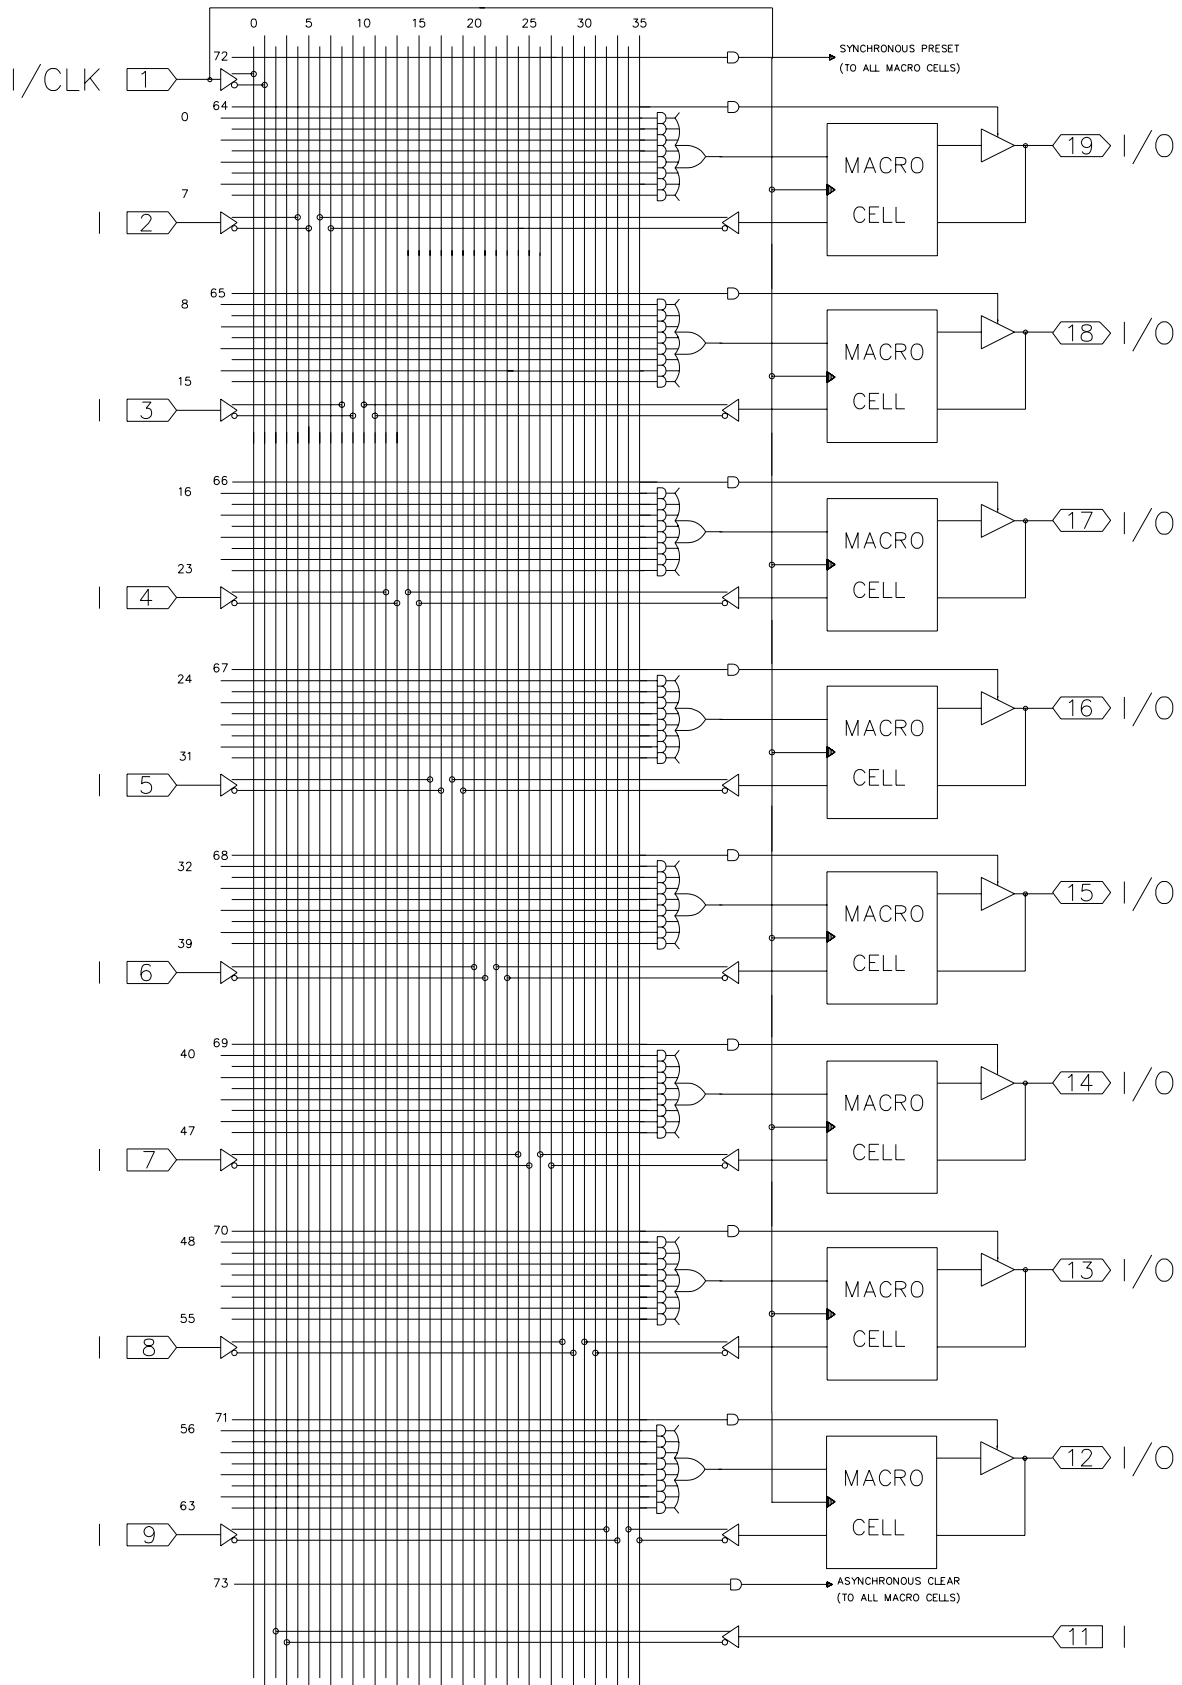 0 5 10 15 20 25 30 35
72
SYNCHRONOUS PRESET
(TO ALL MACRO CELLS)
I/CLK 1
64
0
MACRO
CELL
19 I/O
7
I 2
65
8
MACRO
CELL
18 I/O
15
I 3
66
16
MACRO
CELL
17 I/O
23
I 4
67
24
MACRO
CELL
16 I/O
31
I 5
68
32
MACRO
CELL
15 I/O
39
I 6
69
40
MACRO
CELL
14 I/O
47
I 7
70
48
MACRO
CELL
13 I/O
55
I 8
71
56
MACRO
CELL
12 I/O
63
I 9
73
ASYNCHRONOUS CLEAR
(TO ALL MACRO CELLS)
11 I